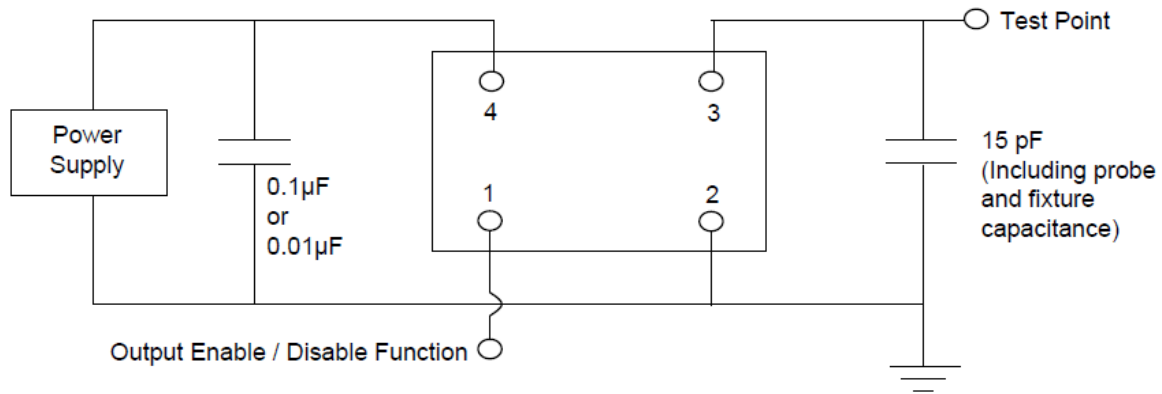 Test Point
Power
Supply
4
3
0.1µF
or
0.01µF
1
2
15 pF
(Including probe
and fixture
capacitance)
Output Enable / Disable Function